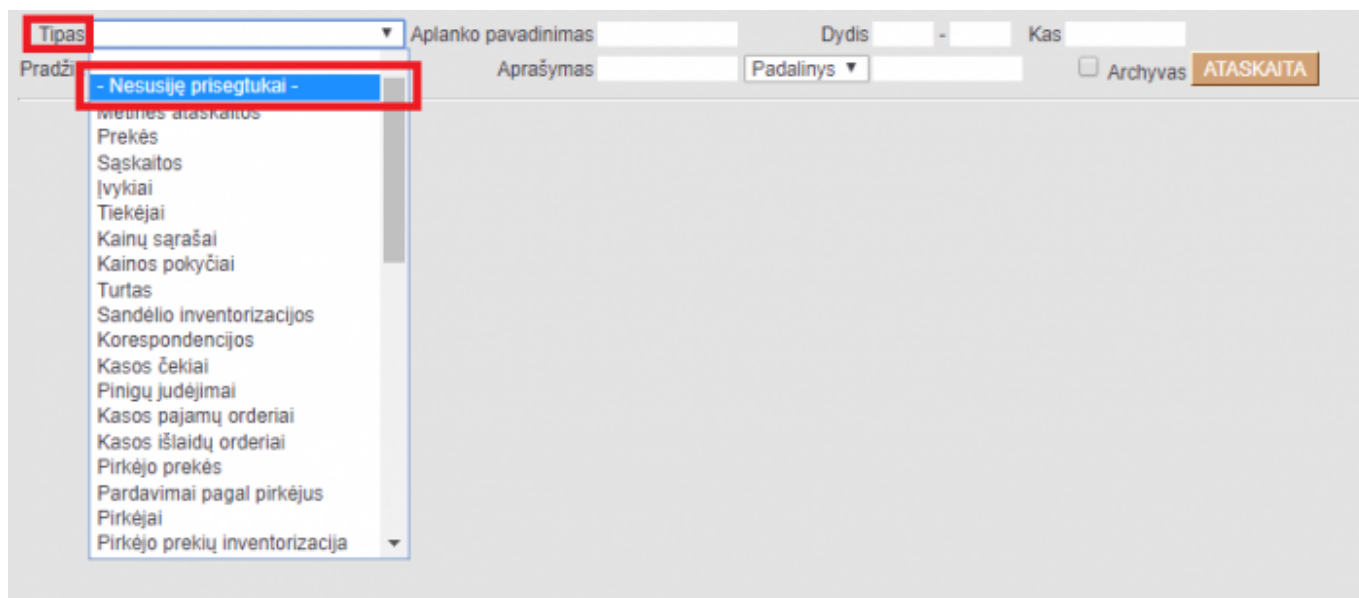 Tipas Aplanko pavadinimas Dydis - Kas
Aprašymas Padalinys Archyvas ATASKAITA
- Nesusiję prisegtukai -
Metinės ataskaitos
Prekės
Sąskaitos
Įvykiai
Tiekėjai
Kainų sąrašai
Kainos pokyčiai
Turtas
Sandėlio inventorizacijos
Korespondencijos
Kasos čekiai
Pinigų judėjimai
Kasos pajamų orderiai
Kasos išlaidų orderiai
Pirkėjo prekės
Pardavimai pagal pirkėjus
Pirkėjai
Pirkėjo prekių inventorizacija